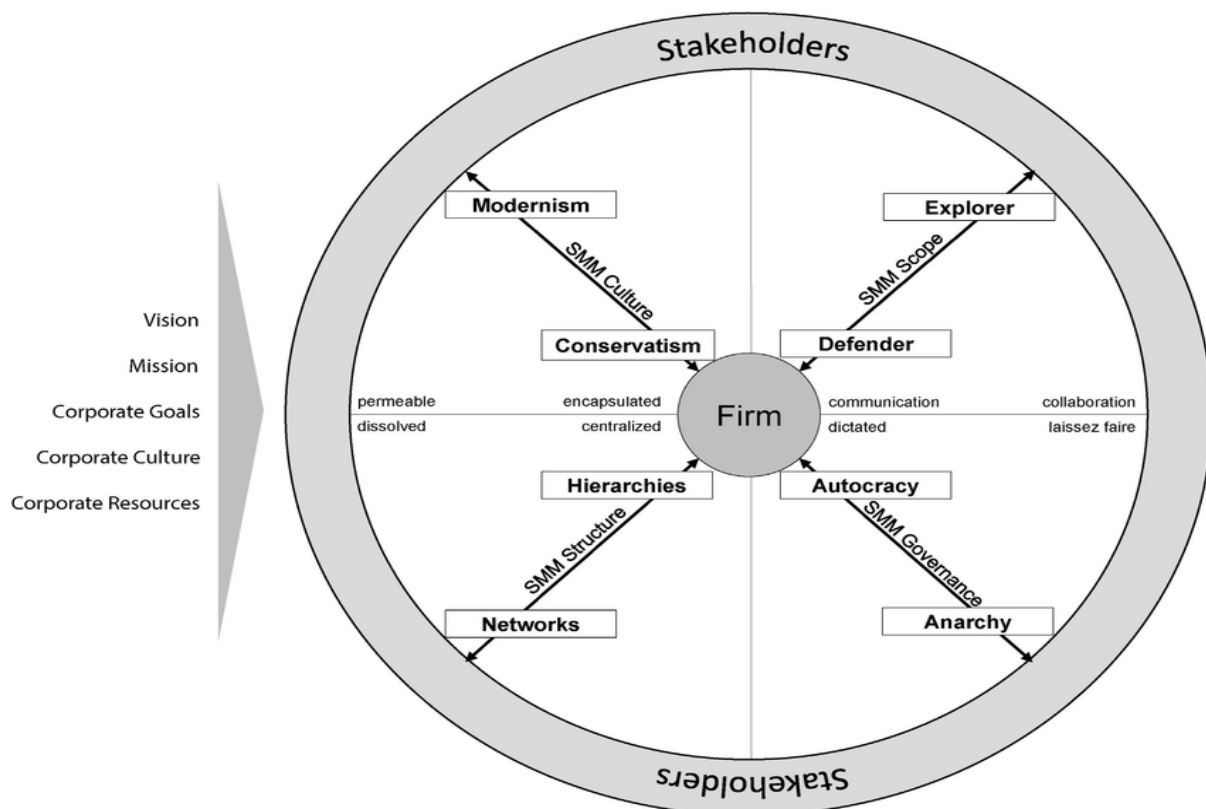 Stakeholders
Modernism
Explorer
SMM Culture
SMM Scope
Conservatism
Defender
Vision
Mission
Corporate Goals
Corporate Culture
Corporate Resources
permeable
encapsulated
Firm
communication
collaboration
dissolved
centralized
dictated
laissez faire
Hierarchies
Autocracy
SMM Structure
SMM Governance
Networks
Anarchy
Stakeholders